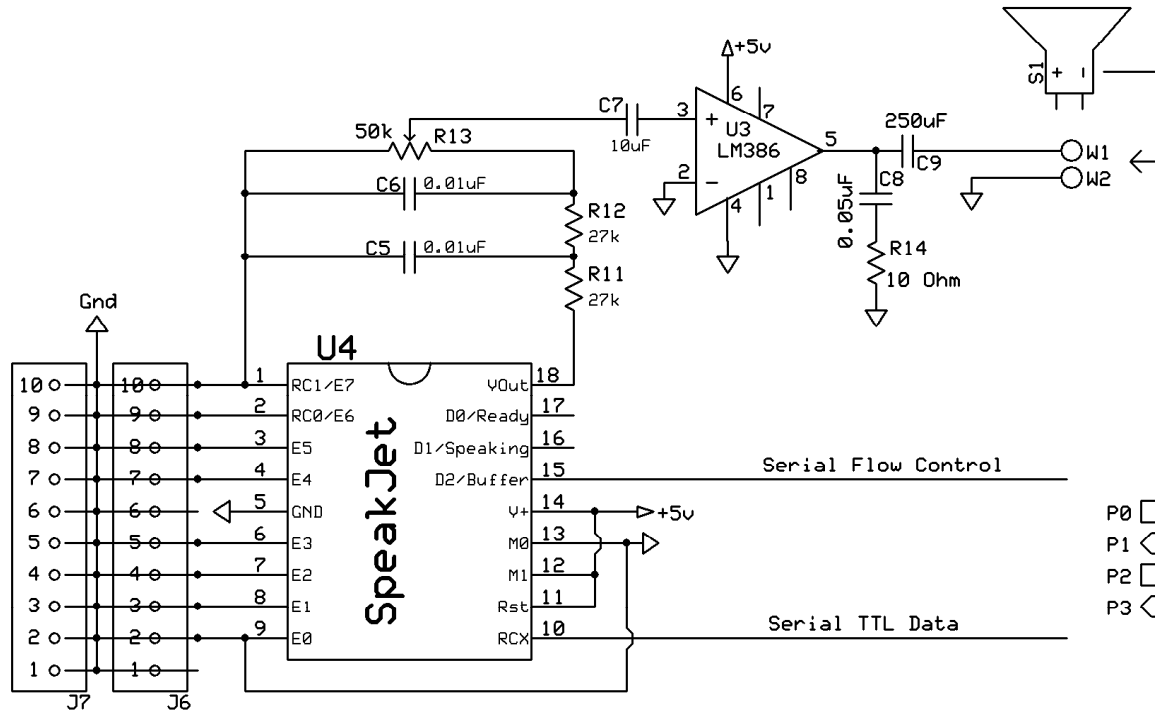 +5v
S1
+ -
C7
6
7
3
+
50k
R13
10uF
U3
LM386
5
250uF
W1
C9
C6
0.01uF
2
-
8
C8
W2
1
4
0.05uF
R12
27k
C5
0.01uF
R14
10 Ohm
R11
27k
Gnd
U4
SpeakJet
10 10 1 RC1/E7 VOut 18
9 9 2 RC0/E6 D0/Ready 17
8 8 3 E5 D1/Speaking 16
7 7 4 E4 D2/Buffer 15 Serial Flow Control
6 6 5 GND V+ 14 +5v P0
5 5 6 E3 M0 13 P1
4 4 7 E2 M1 12 P2
3 3 8 E1 Rst 11 P3
2 2 9 E0 RCX 10 Serial TTL Data
1 1
J7 J6